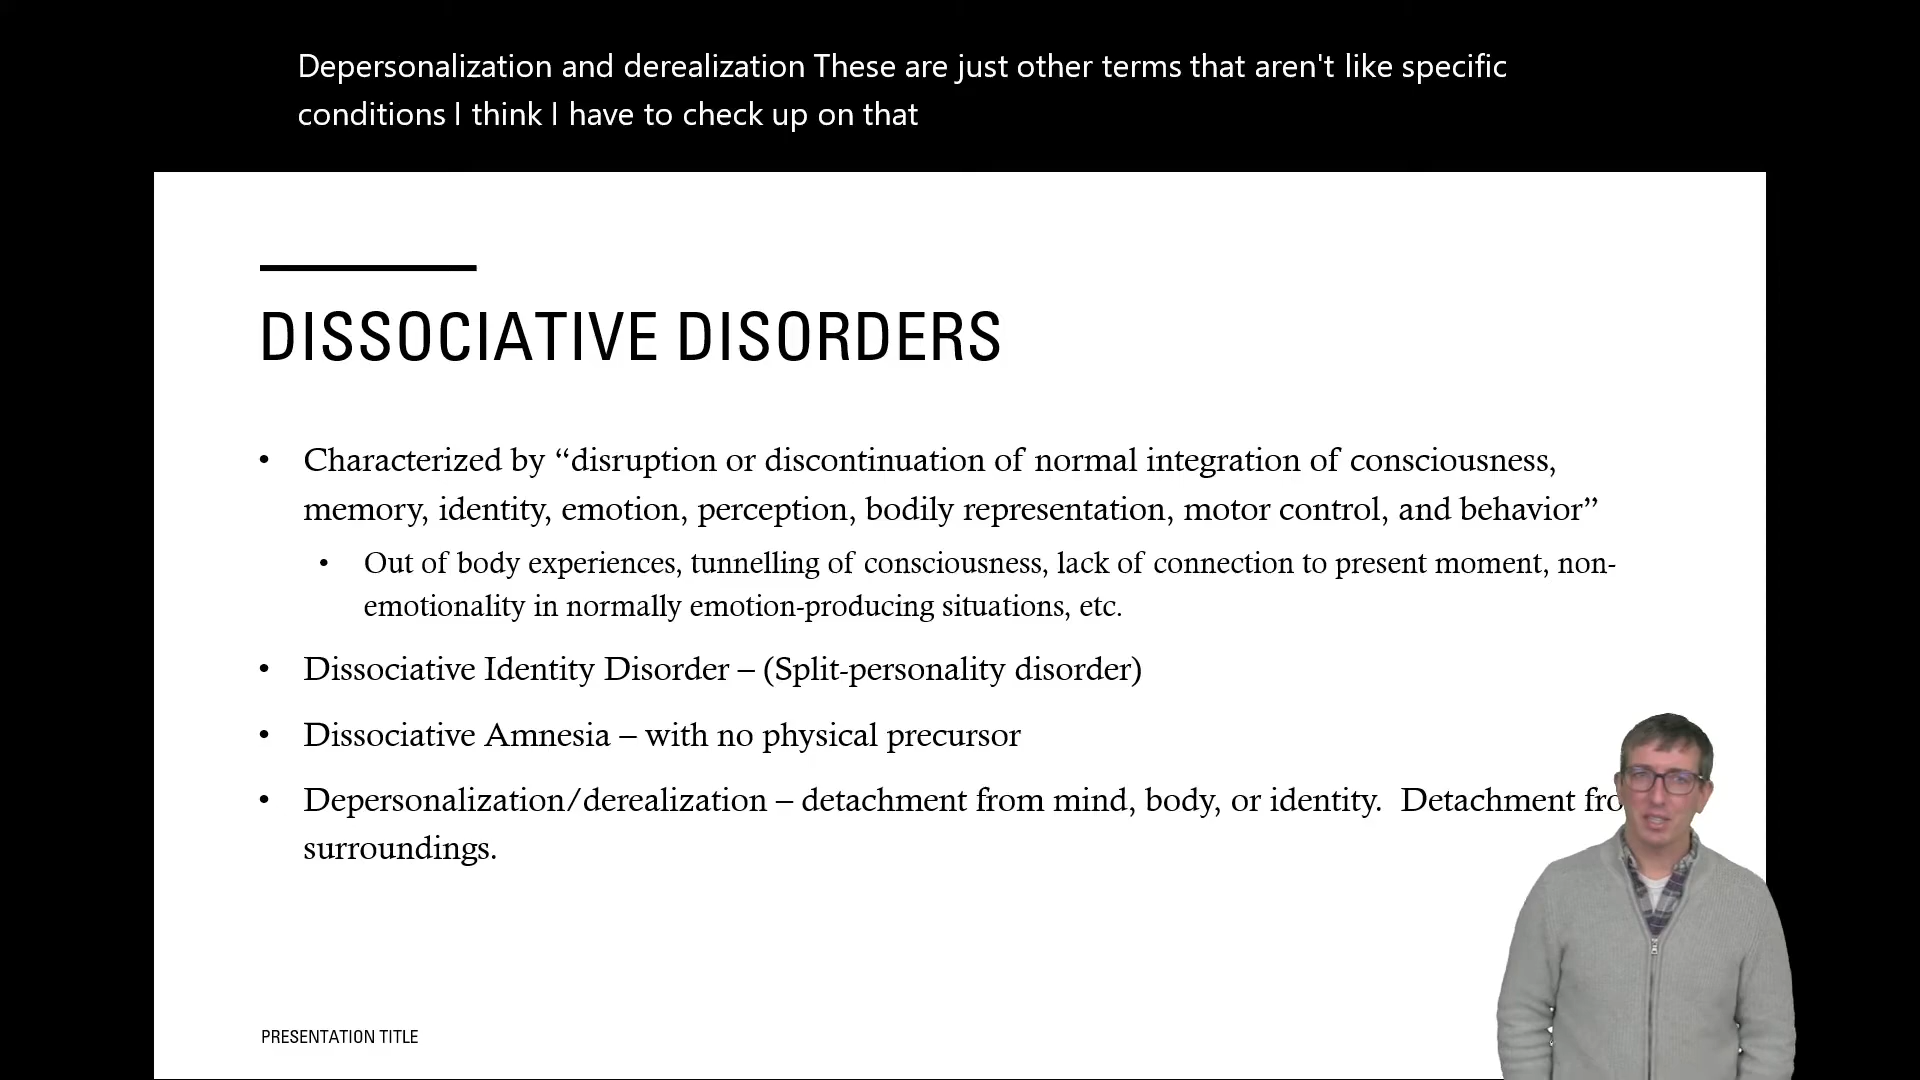 Depersonalization and derealization These are just other terms that aren't like specific
conditions I think I have to check up on that
DISSOCIATIVE DISORDERS
• Characterized by “disruption or discontinuation of normal integration of consciousness,
memory, identity, emotion, perception, bodily representation, motor control, and behavior”
• Out of body experiences, tunnelling of consciousness, lack of connection to present moment, non-
emotionality in normally emotion-producing situations, etc.
• Dissociative Identity Disorder – (Split-personality disorder)
• Dissociative Amnesia – with no physical precursor
• Depersonalization/derealization – detachment from mind, body, or identity. Detachment
surroundings.
PRESENTATION TITLE